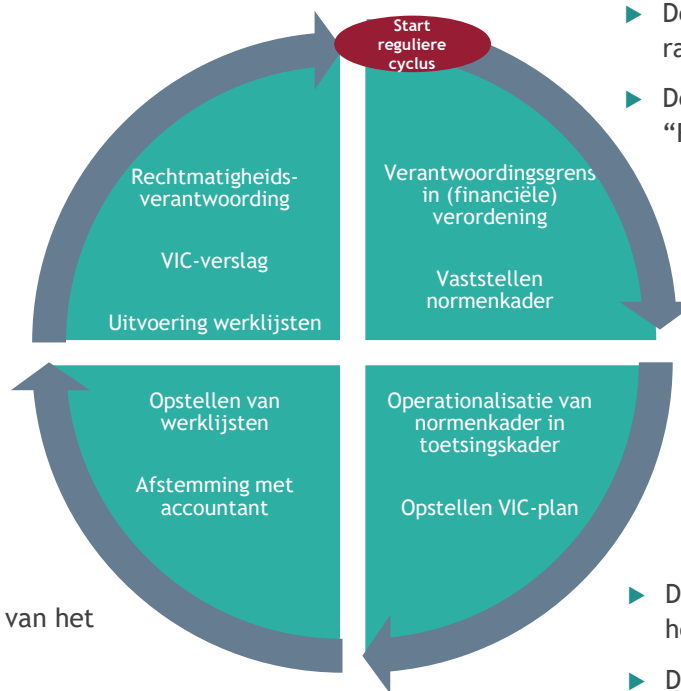 Start
reguliere
cyclus
Rechtmatigheids-
verantwoording
VIC-verslag
Uitvoering werklijsten
Verantwoordingsgrens
in (financiële)
verordening
Vaststellen
normenkader
Opstellen van
werklijsten
Afstemming met
accountant
Operationalisatie van
normenkader in
toetsingskader
Opstellen VIC-plan
van het